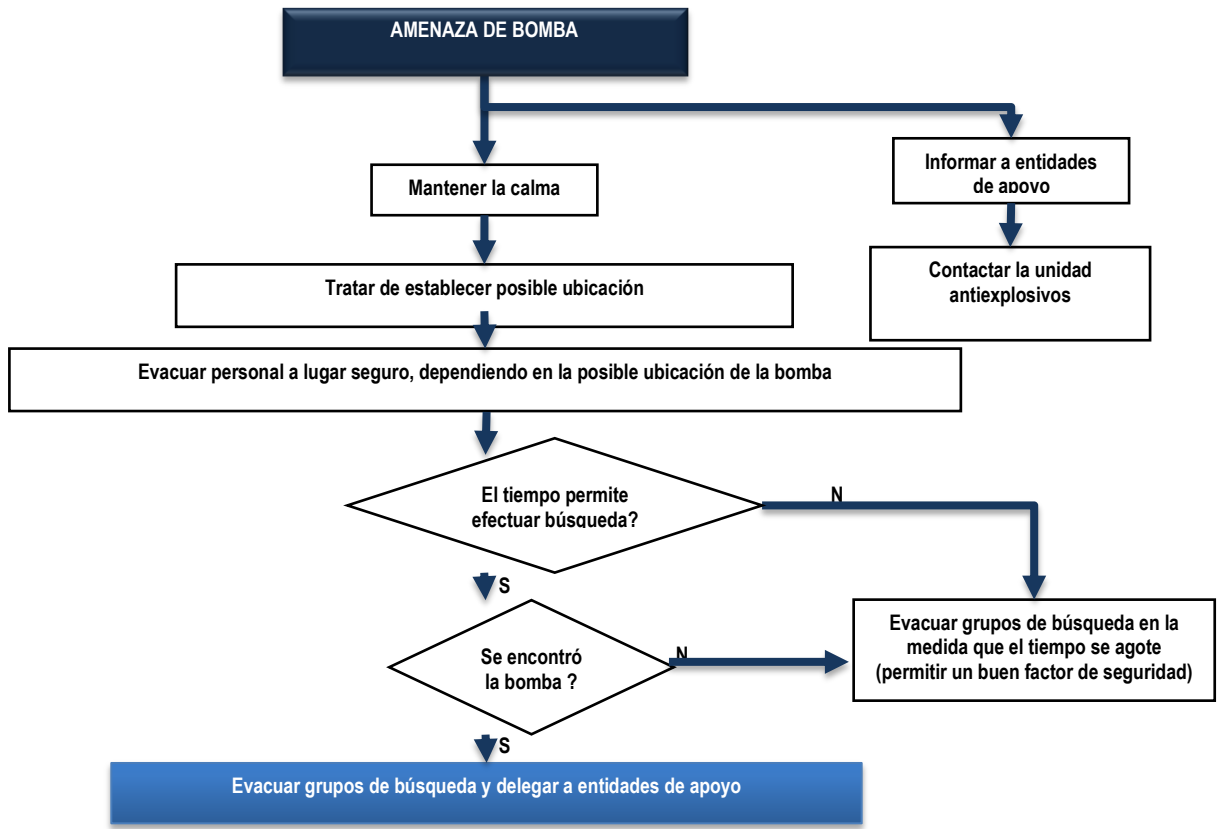 AMENAZA DE BOMBA
Mantener la calma
Informar a entidades
de apoyo
Tratar de establecer posible ubicación
Contactar la unidad
antiexplosivos
Evacuar personal a lugar seguro, dependiendo en la posible ubicación de la bomba
El tiempo permite
efectuar búsqueda?
N
S
Se encontró
la bomba ?
N
Evacuar grupos de búsqueda en la
medida que el tiempo se agote
(permitir un buen factor de seguridad)
S
Evacuar grupos de búsqueda y delegar a entidades de apoyo